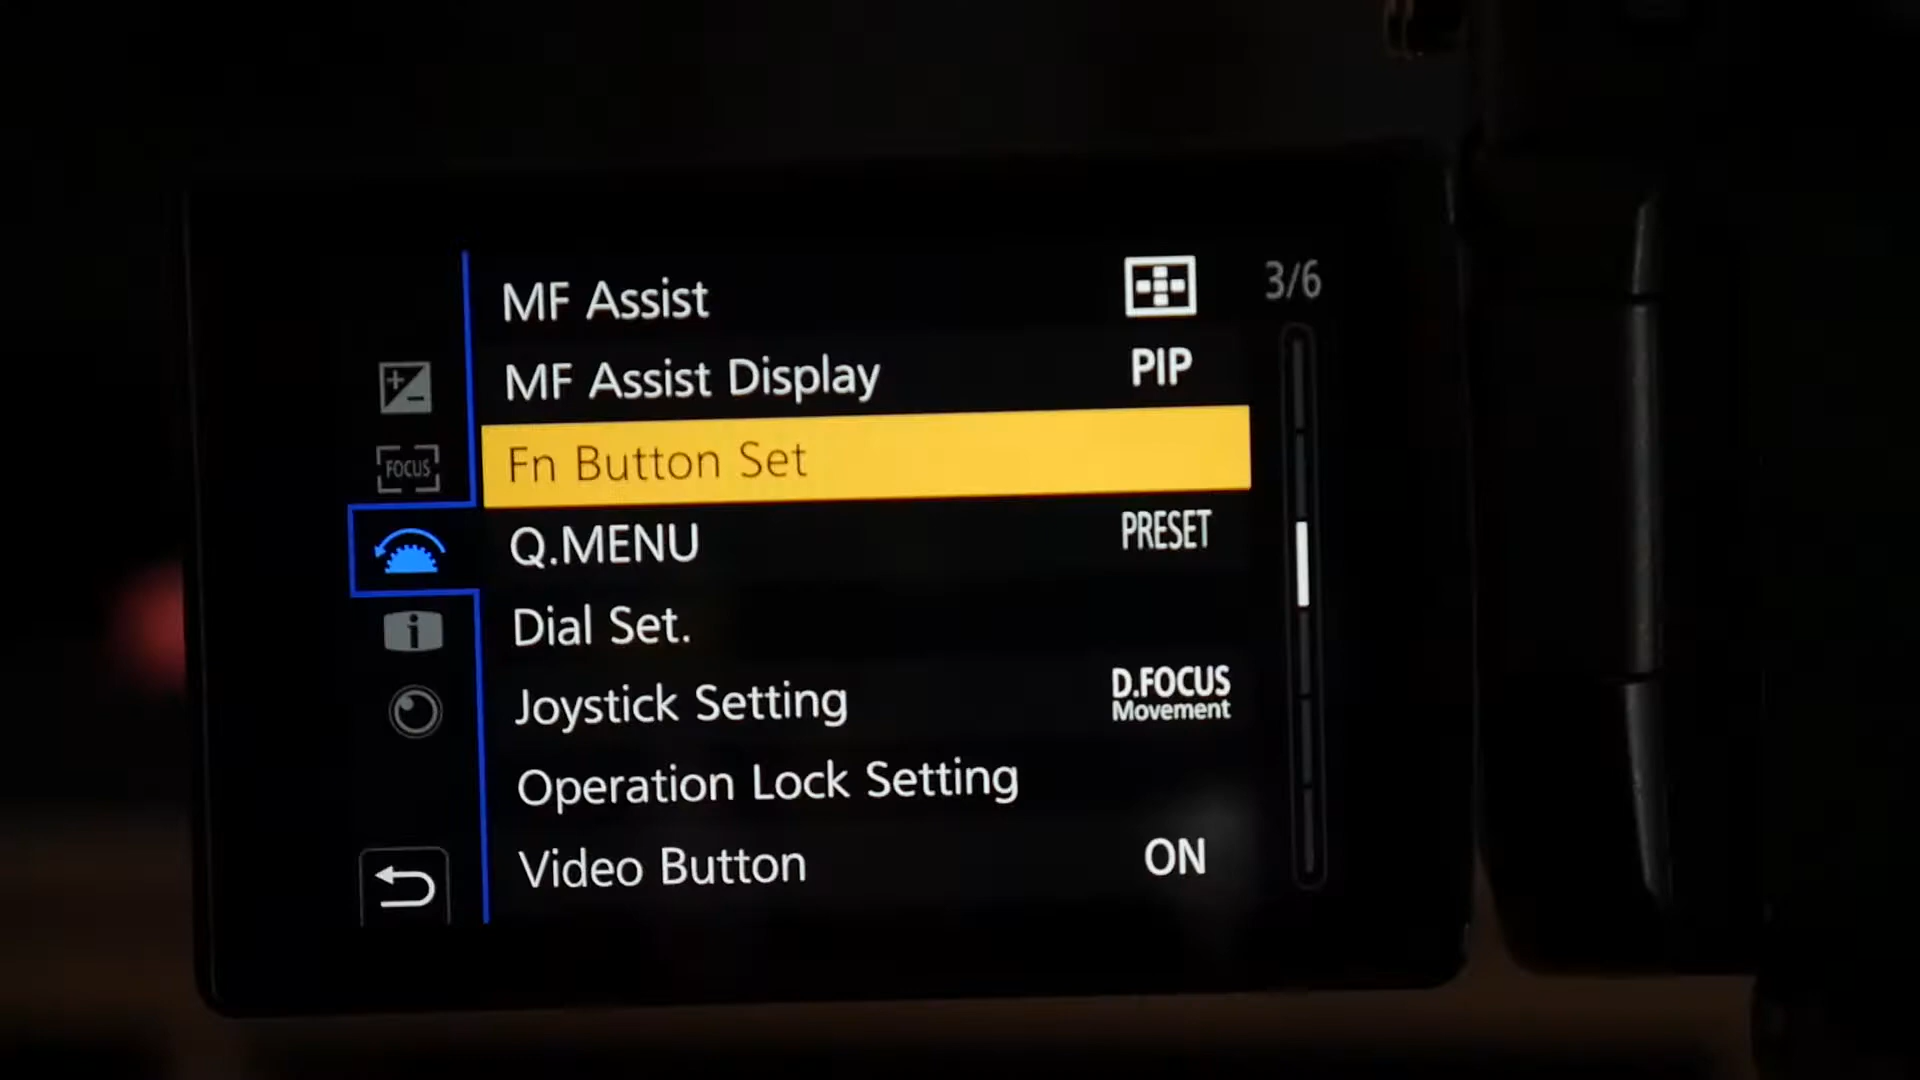 MF Assist
3/6
MF Assist Display PIP
Fn Button Set
FOCUS
Q.MENU PRESET
Dial Set.
Joystick Setting D.FOCUS
Movement
Operation Lock Setting
Video Button ON